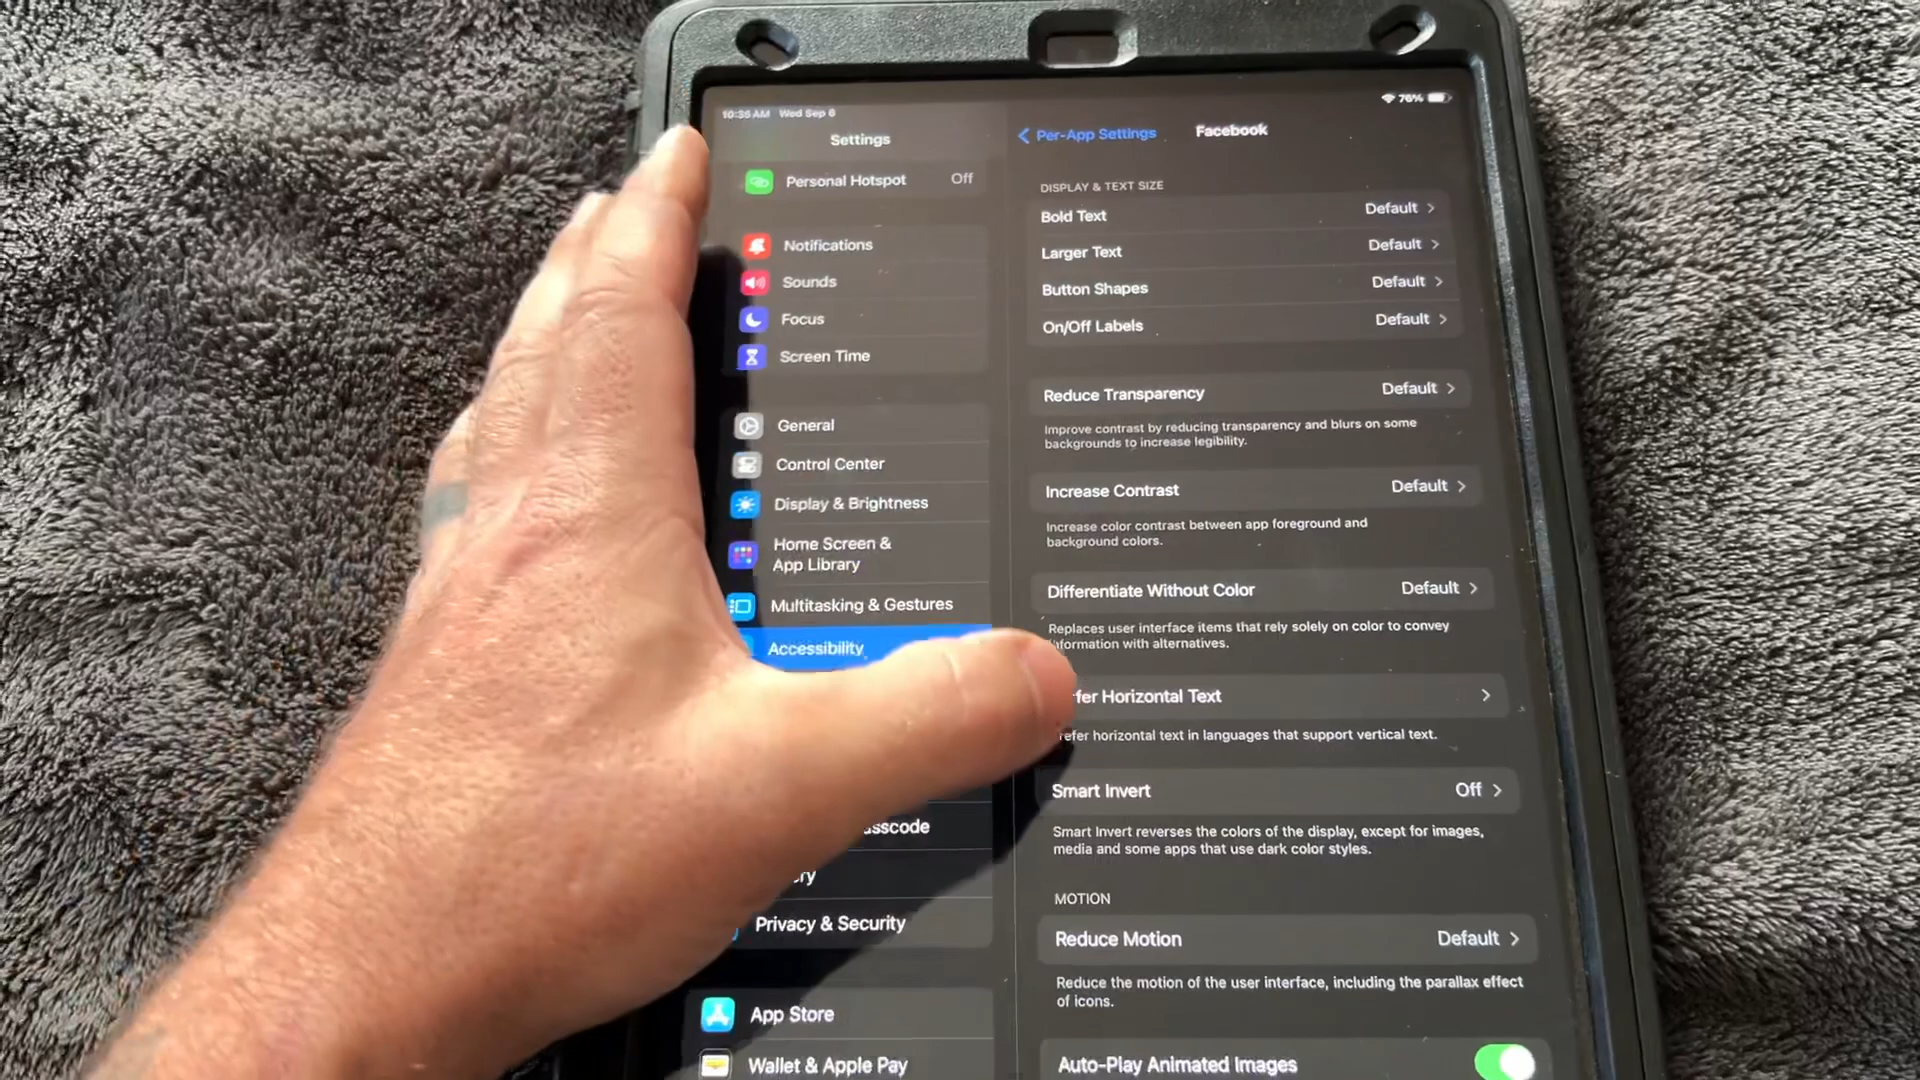 10:35 AM Wed Sep 6
76%
Settings
Personal Hotspot Off
Notifications
Sounds
Focus
Screen Time
General
Control Center
Display & Brightness
Home Screen &
App Library
Multitasking & Gestures
Accessibility
asscode
ry
Privacy & Security
App Store
Wallet & Apple Pay
Per-App Settings
Facebook
DISPLAY & TEXT SIZE
Bold Text Default
Larger Text Default
Button Shapes Default
On/Off Labels Default
Reduce Transparency Default
Improve contrast by reducing transparency and blurs on some
backgrounds to increase legibility.
Increase Contrast Default
Increase color contrast between app foreground and
background colors.
Differentiate Without Color Default
Replaces user interface items that rely solely on color to convey
information with alternatives.
fer Horizontal Text
refer horizontal text in languages that support vertical text.
Smart Invert Off
Smart Invert reverses the colors of the display, except for images,
media and some apps that use dark color styles.
MOTION
Reduce Motion Default
Reduce the motion of the user interface, including the parallax effect
of icons.
Auto-Play Animated Images